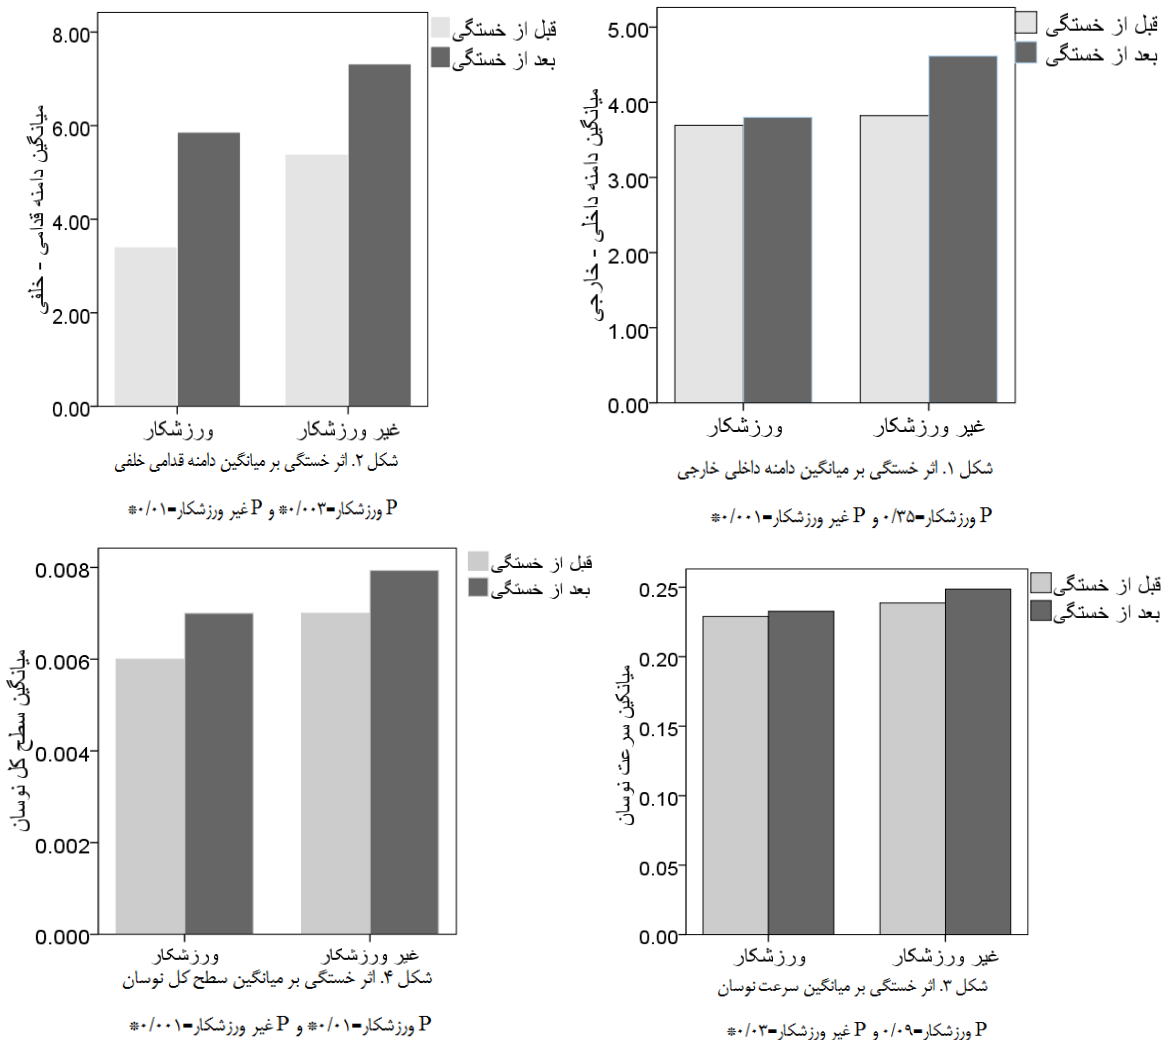 قبل از خستگی
بعد از خستگی
میانگین دامنه داخلی - خارجی
5.00
4.00
3.00
2.00
1.00
0.00
ورزشکار
غیر ورزشکار
شکل ۱. اثر خستگی بر میانگین دامنه داخلی خارجی
P ورزشکار=۰/۳۵ و P غیر ورزشکار=۰/۰۰۱*
قبل از خستگی
بعد از خستگی
میانگین دامنه قدامی - خلفی
8.00
6.00
4.00
2.00
0.00
ورزشکار
غیر ورزشکار
شکل ۲. اثر خستگی بر میانگین دامنه قدامی خلفی
P ورزشکار=۰/۰۰۳* و P غیر ورزشکار=۰/۰۱*
قبل از خستگی
بعد از خستگی
میانگین سرعت نوسان
0.25
0.20
0.15
0.10
0.05
0.00
ورزشکار
غیر ورزشکار
شکل ۳. اثر خستگی بر میانگین سرعت نوسان
P ورزشکار=۰/۰۹ و P غیر ورزشکار=۰/۰۳*
قبل از خستگی
بعد از خستگی
میانگین سطح کل نوسان
0.008
0.006
0.004
0.002
0.000
ورزشکار
غیر ورزشکار
شکل ۴. اثر خستگی بر میانگین سطح کل نوسان
P ورزشکار=۰/۰۱* و P غیر ورزشکار=۰/۰۰۱*